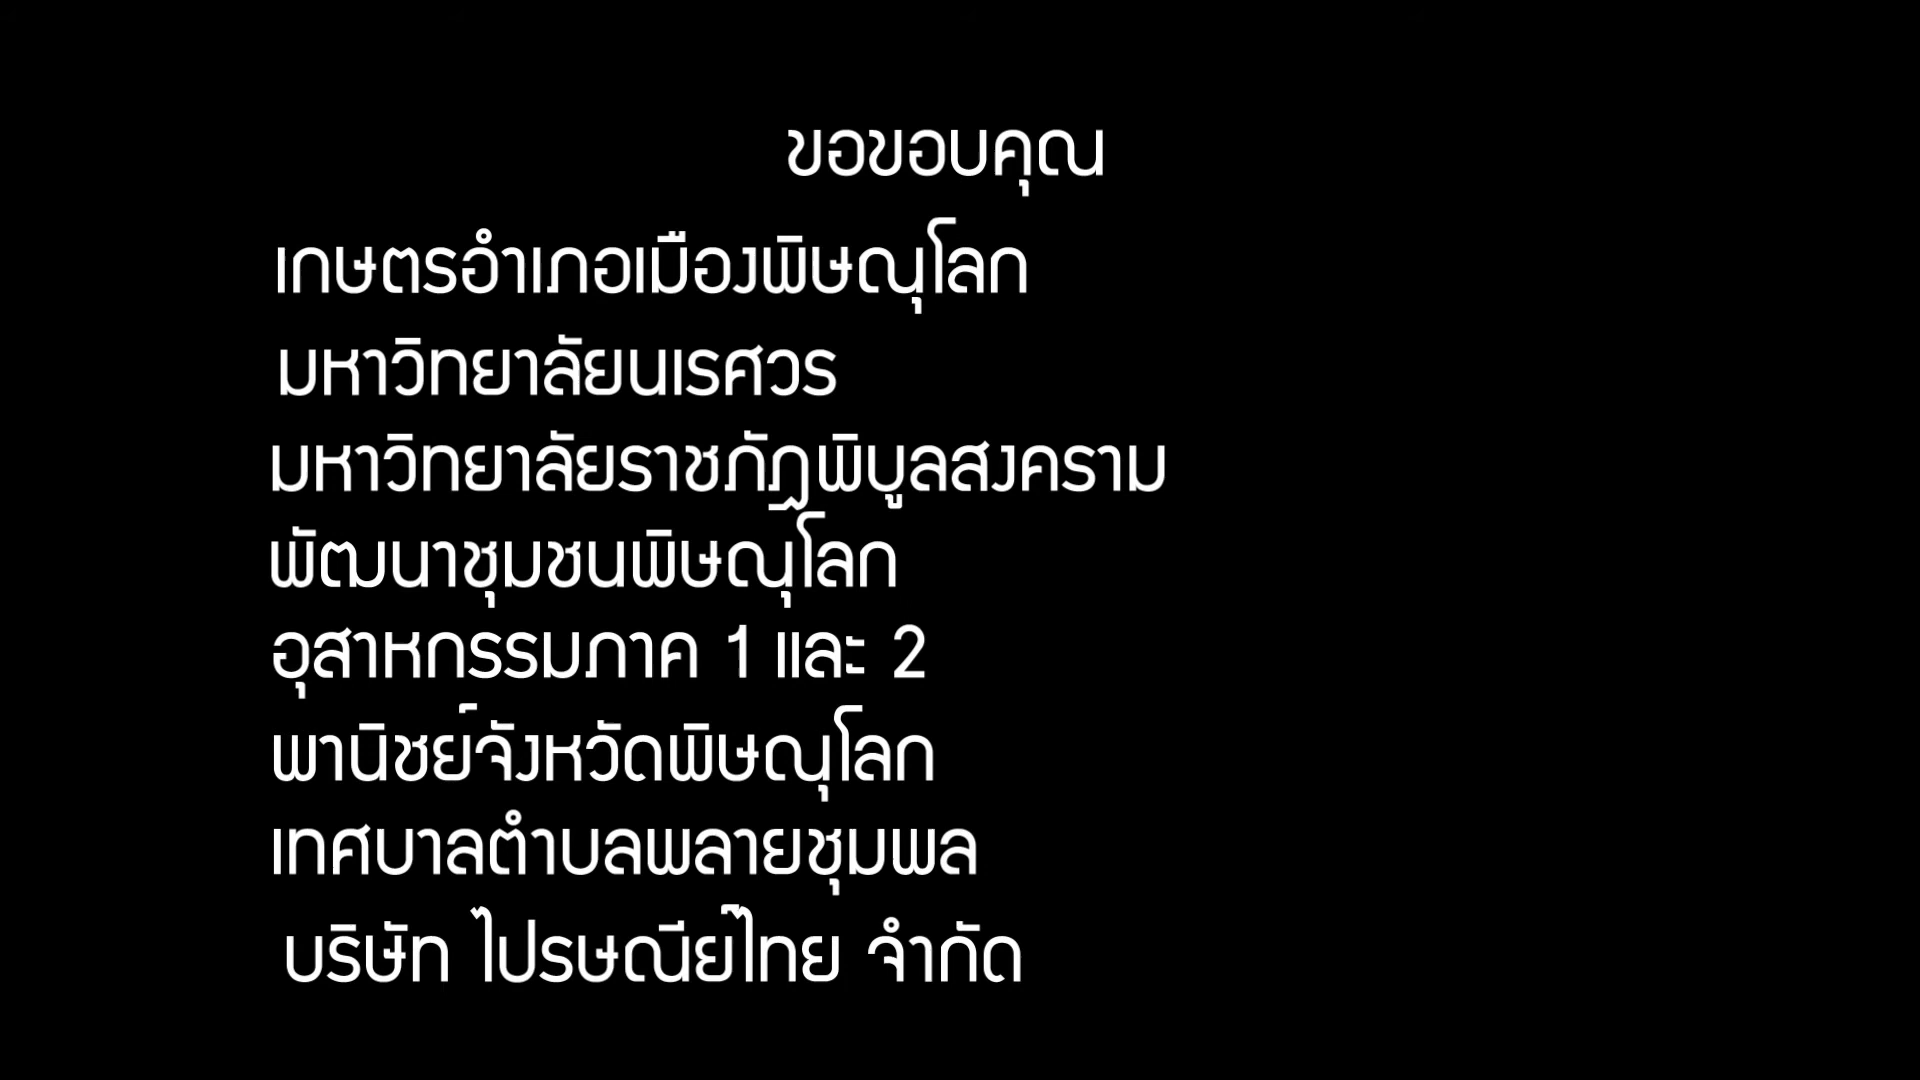 ขอขอบคุณ
เกษตรอำเภอเมืองพิษณุโลก
มหาวิทยาลัยนเรศวร
มหาวิทยาลัยราชภัฏพิบูลสงคราม
พัฒนาชุมชนพิษณุโลก
อุสาหกรรมภาค 1 และ 2
พานิชย์จังหวัดพิษณุโลก
เทศบาลตำบลพลายชุมพล
บริษัท ไปรษณีย์ไทย จำกัด